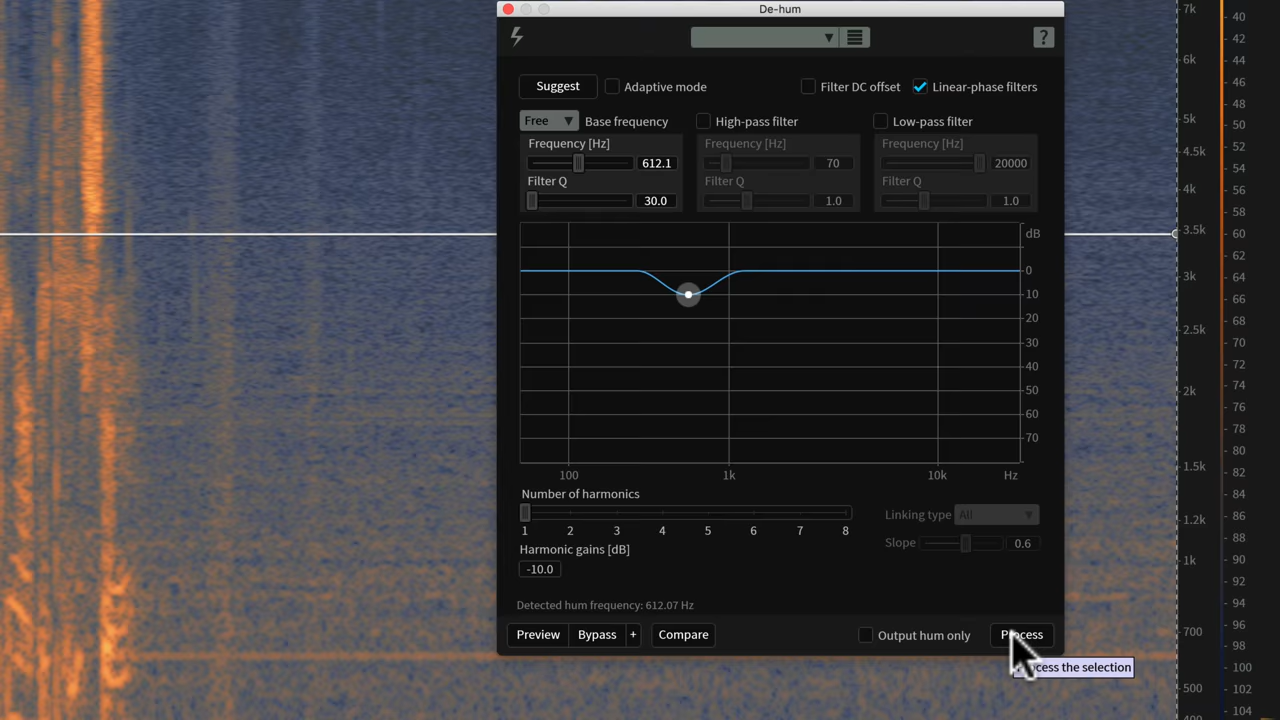 De-hum
?
Suggest Adaptive mode Filter DC offset Linear-phase filters
Free Base frequency High-pass filter Low-pass filter
Frequency [Hz] Frequency [Hz] Frequency [Hz]
612.1 70 20000
Filter Q Filter Q Filter Q
30.0 1.0 1.0
dB
0
10
20
30
40
50
60
70
100 1k 10k Hz
Number of harmonics
1 2 3 4 5 6 7 8
Linking type All
Slope 0.6
Harmonic gains [dB]
-10.0
Detected hum frequency: 612.07 Hz
Preview Bypass + Compare Output hum only Process
the selection
7k
6k
5k
4.5k
4k
3.5k
3k
2.5k
2k
1.5k
1.2k
1k
700
500
40
42
44
46
48
50
52
54
56
58
60
62
64
66
68
70
72
74
76
78
80
82
84
86
88
90
92
94
96
98
100
102
104